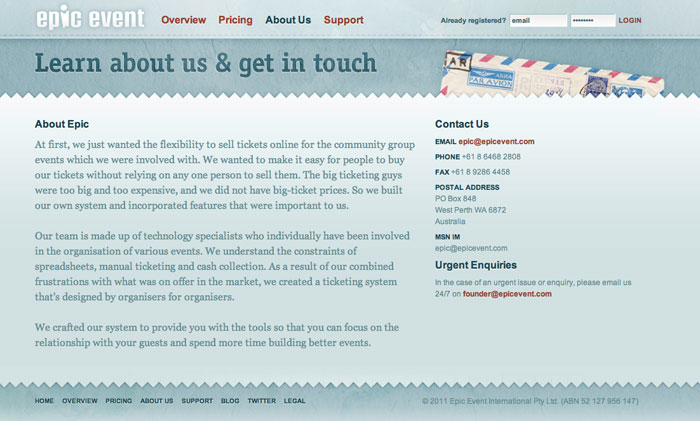 epic event
Overview Pricing About Us Support
Already registered? email •••••••• LOGIN
Learn about us & get in touch
AR
PAR AVION
About Epic
At first, we just wanted the flexibility to sell tickets online for the community group
events which we were involved with. We wanted to make it easy for people to buy
our tickets without relying on any one person to sell them. The big ticketing guys
were too big and too expensive, and we did not have big-ticket prices. So we built
our own system and incorporated features that were important to us.
Our team is made up of technology specialists who individually have been involved
in the organisation of various events. We understand the constraints of
spreadsheets, manual ticketing and cash collection. As a result of our combined
frustrations with what was on offer in the market, we created a ticketing system
that's designed by organisers for organisers.
We crafted our system to provide you with the tools so that you can focus on the
relationship with your guests and spend more time building better events.
Contact Us
EMAIL epic@epicevent.com
PHONE +61 8 6468 2808
FAX +61 8 9286 4458
POSTAL ADDRESS
PO Box 848
West Perth WA 6872
Australia
MSN IM
epic@epicevent.com
Urgent Enquiries
In the case of an urgent issue or enquiry, please email us
24/7 on founder@epicevent.com
HOME OVERVIEW PRICING ABOUT US SUPPORT BLOG TWITTER LEGAL
© 2011 Epic Event International Pty Ltd. (ABN 52 127 956 147)